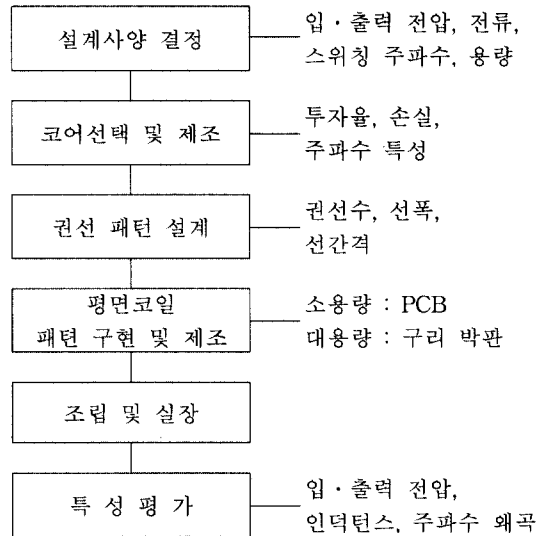 설계사양 결정
입·출력 전압, 전류,
스위칭 주파수, 용량
코어선택 및 제조
투자율, 손실,
주파수 특성
권선 패턴 설계
권선수, 선폭,
선간격
평면코일
패턴 구현 및 제조
소용량 : PCB
대용량 : 구리 박판
조립 및 실장
특 성 평 가
입·출력 전압,
인덕턴스, 주파수 왜곡